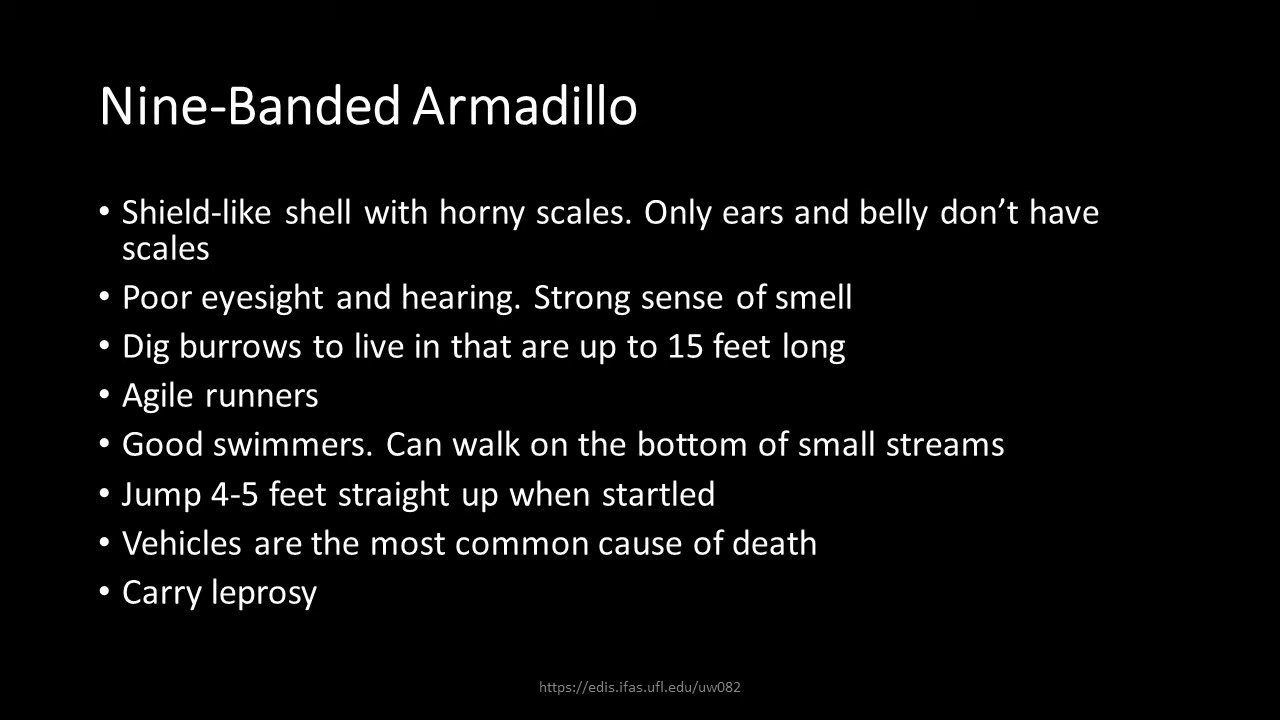 Nine-Banded Armadillo
• Shield-like shell with horny scales. Only ears and belly don’t have
scales
• Poor eyesight and hearing. Strong sense of smell
• Dig burrows to live in that are up to 15 feet long
• Agile runners
• Good swimmers. Can walk on the bottom of small streams
• Jump 4-5 feet straight up when startled
• Vehicles are the most common cause of death
• Carry leprosy
https://edis.ifas.ufl.edu/uw082